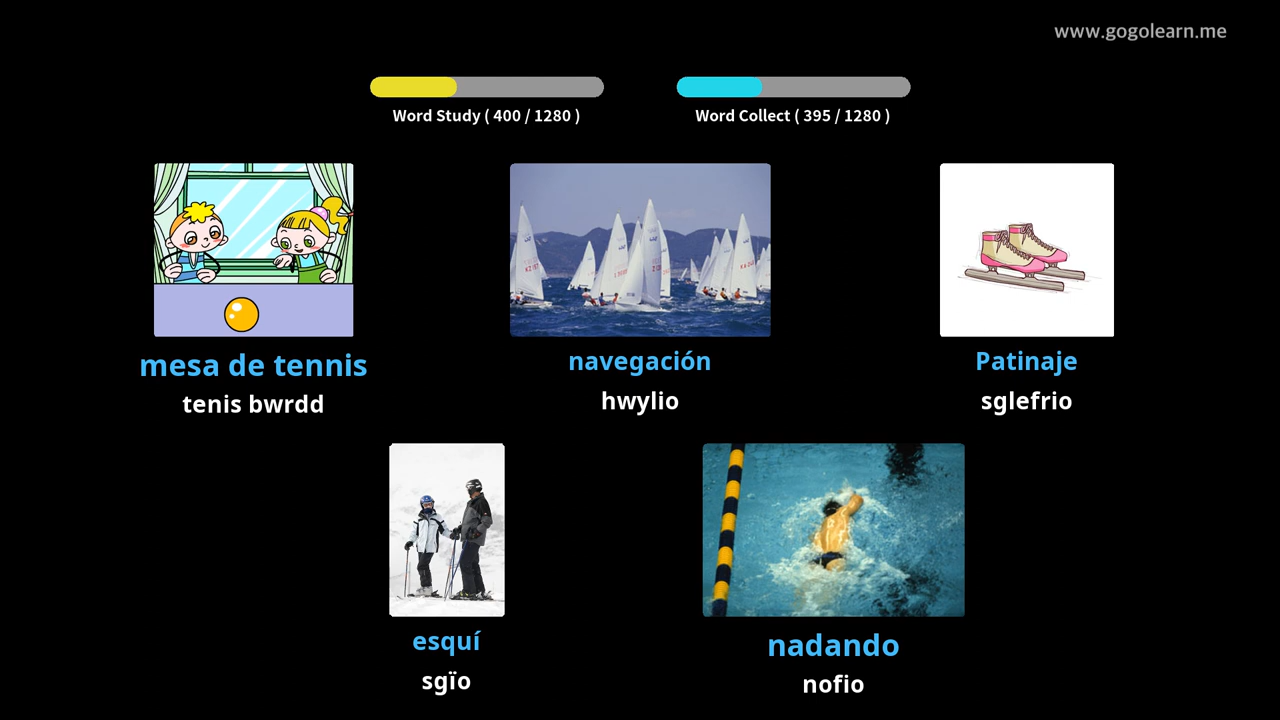 www.gogolearn.me
Word Study ( 400 / 1280 )
Word Collect ( 395 / 1280 )
mesa de tennis
tenis bwrdd
navegación
hwylio
Patinaje
sglefrio
esquí
sgïo
nadando
nofio